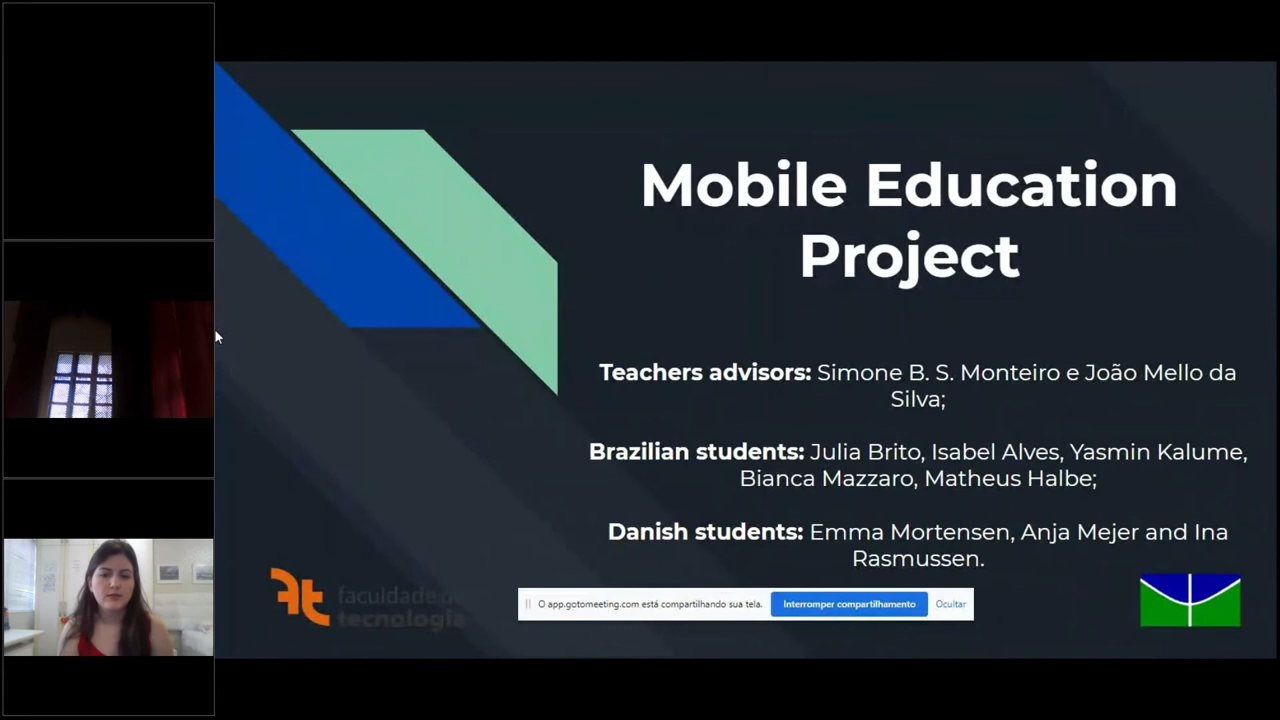 Mobile Education
Project
Teachers advisors: Simone B. S. Monteiro e João Mello da
Silva;
Brazilian students: Julia Brito, Isabel Alves, Yasmin Kalume,
Bianca Mazzaro, Matheus Halbe;
Danish students: Emma Mortensen, Anja Mejer and Ina
Rasmussen.
faculdade de
tecnologia
O app.gotomeeting.com está compartilhando sua tela. Interromper compartilhamento Ocultar